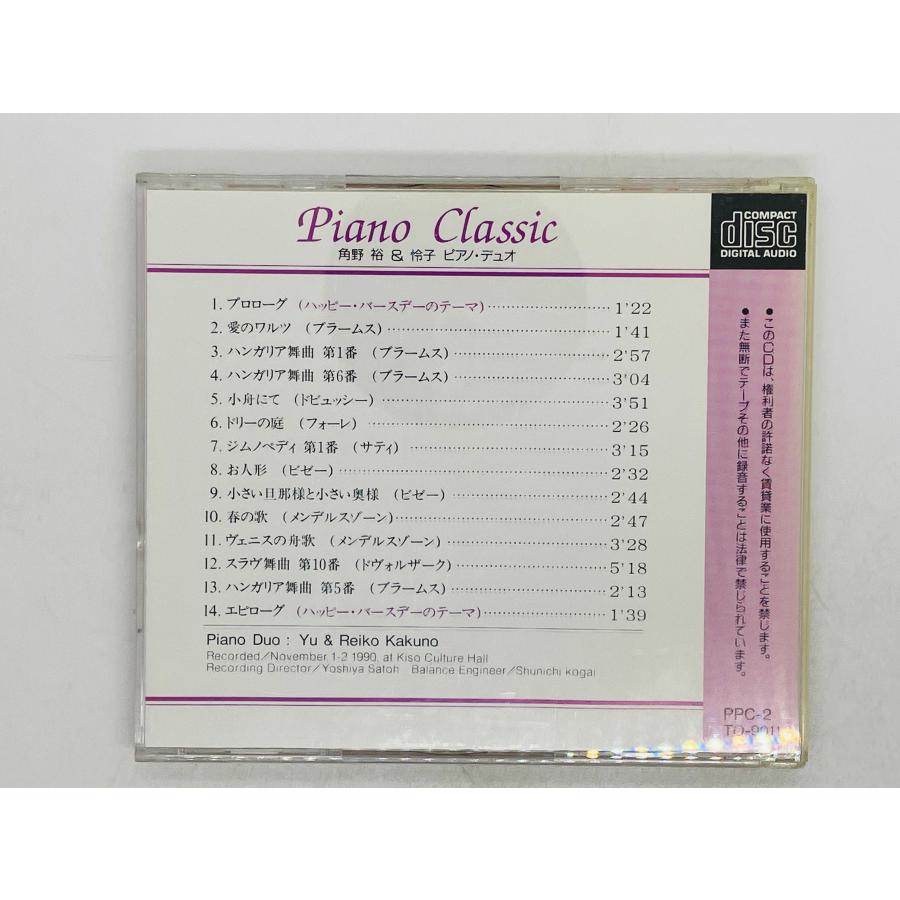 Piano Classic
角野 裕 & 怜子 ピアノ・デュオ
COMPACT
disc
DIGITAL AUDIO
1. プロローグ (ハッピー・バースデーのテーマ) 1'22
2. 愛のワルツ (ブラームス) 1'41
3. ハンガリア舞曲 第1番 (ブラームス) 2'57
4. ハンガリア舞曲 第6番 (ブラームス) 3'04
5. 小舟にて (ドビュッシー) 3'51
6. ドリーの庭 (フォーレ) 2'26
7. ジムノペディ 第1番 (サティ) 3'15
8. お人形 (ビゼー) 2'32
9. 小さい旦那様と小さい奥様 (ビゼー) 2'44
10. 春の歌 (メンデルスゾーン) 2'47
11. ヴェニスの舟歌 (メンデルスゾーン) 3'28
12. スラヴ舞曲 第10番 (ドヴォルザーク) 5'18
13. ハンガリア舞曲 第5番 (ブラームス) 2'13
14. エピローグ (ハッピー・バースデーのテーマ) 1'39
Piano Duo : Yu & Reiko Kakuno
Recorded/November 1-2 1990, at Kiso Culture Hall
Recording Director/Yoshiya Satoh Balance Engineer/Shunichi Kogai
●このCDは、権利者の許諾なく賃貸業に使用することを禁じます。
●また無断でテープその他に録音することは法律で禁じられています。
PPC-2
TO-9011